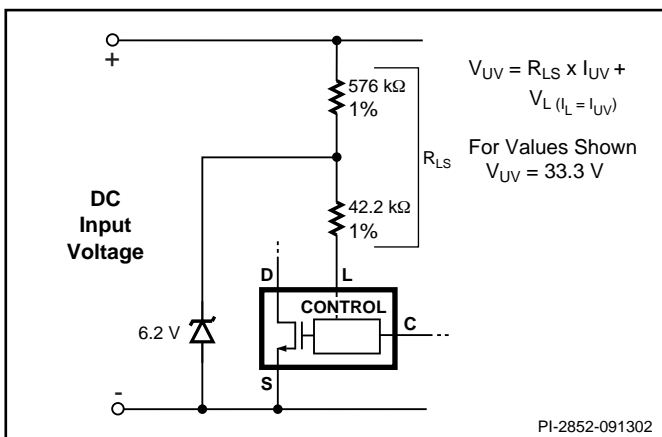 +
576 kΩ
1%
V_UV = R_LS x I_UV +
V_L (I_L = I_UV)
For Values Shown
V_UV = 33.3 V
R_LS
DC
Input
Voltage
42.2 kΩ
1%
D
L
CONTROL
C
6.2 V
S
-
PI-2852-091302